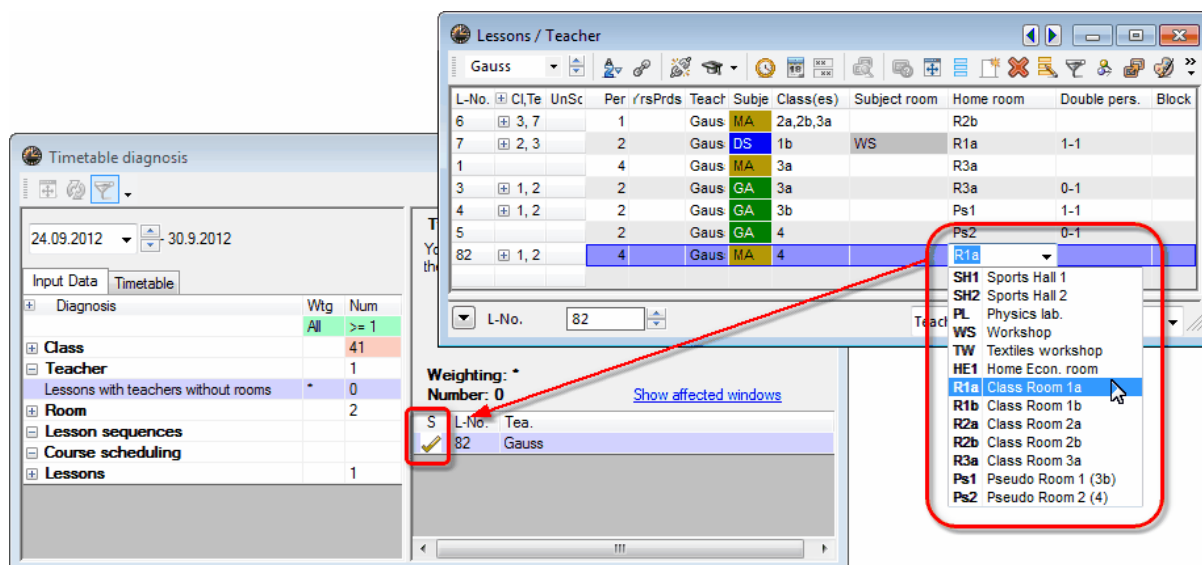 Lessons / Teacher
Gauss
L-No. Cl,Te UnSc Per YrsPrds Teach Subje Class(es) Subject room Home room Double pers. Block
6 3, 7 1 Gaus MA 2a,2b,3a R2b
7 2, 3 2 Gaus DS 1b WS R1a 1-1
1 4 Gaus MA 3a R3a
3 1, 2 2 Gaus GA 3a R3a 0-1
4 1, 2 2 Gaus GA 3b Ps1 1-1
5 2 Gaus GA 4 Ps2 0-1
82 1, 2 4 Gaus MA 4 R1a
L-No. 82 Teach
SH1 Sports Hall 1
SH2 Sports Hall 2
PL Physics lab.
WS Workshop
TW Textiles workshop
HE1 Home Econ. room
R1a Class Room 1a
R1b Class Room 1b
R2a Class Room 2a
R2b Class Room 2b
R3a Class Room 3a
Ps1 Pseudo Room 1 (3b)
Ps2 Pseudo Room 2 (4)
Timetable diagnosis
24.09.2012 - 30.9.2012
Input Data Timetable
Diagnosis Wtg Num
All >= 1
Class 41
Teacher 1
Lessons with teachers without rooms * 0
Room 2
Lesson sequences
Course scheduling
Lessons 1
Weighting: *
Number: 0 Show affected windows
S L-No. Tea.
82 Gauss